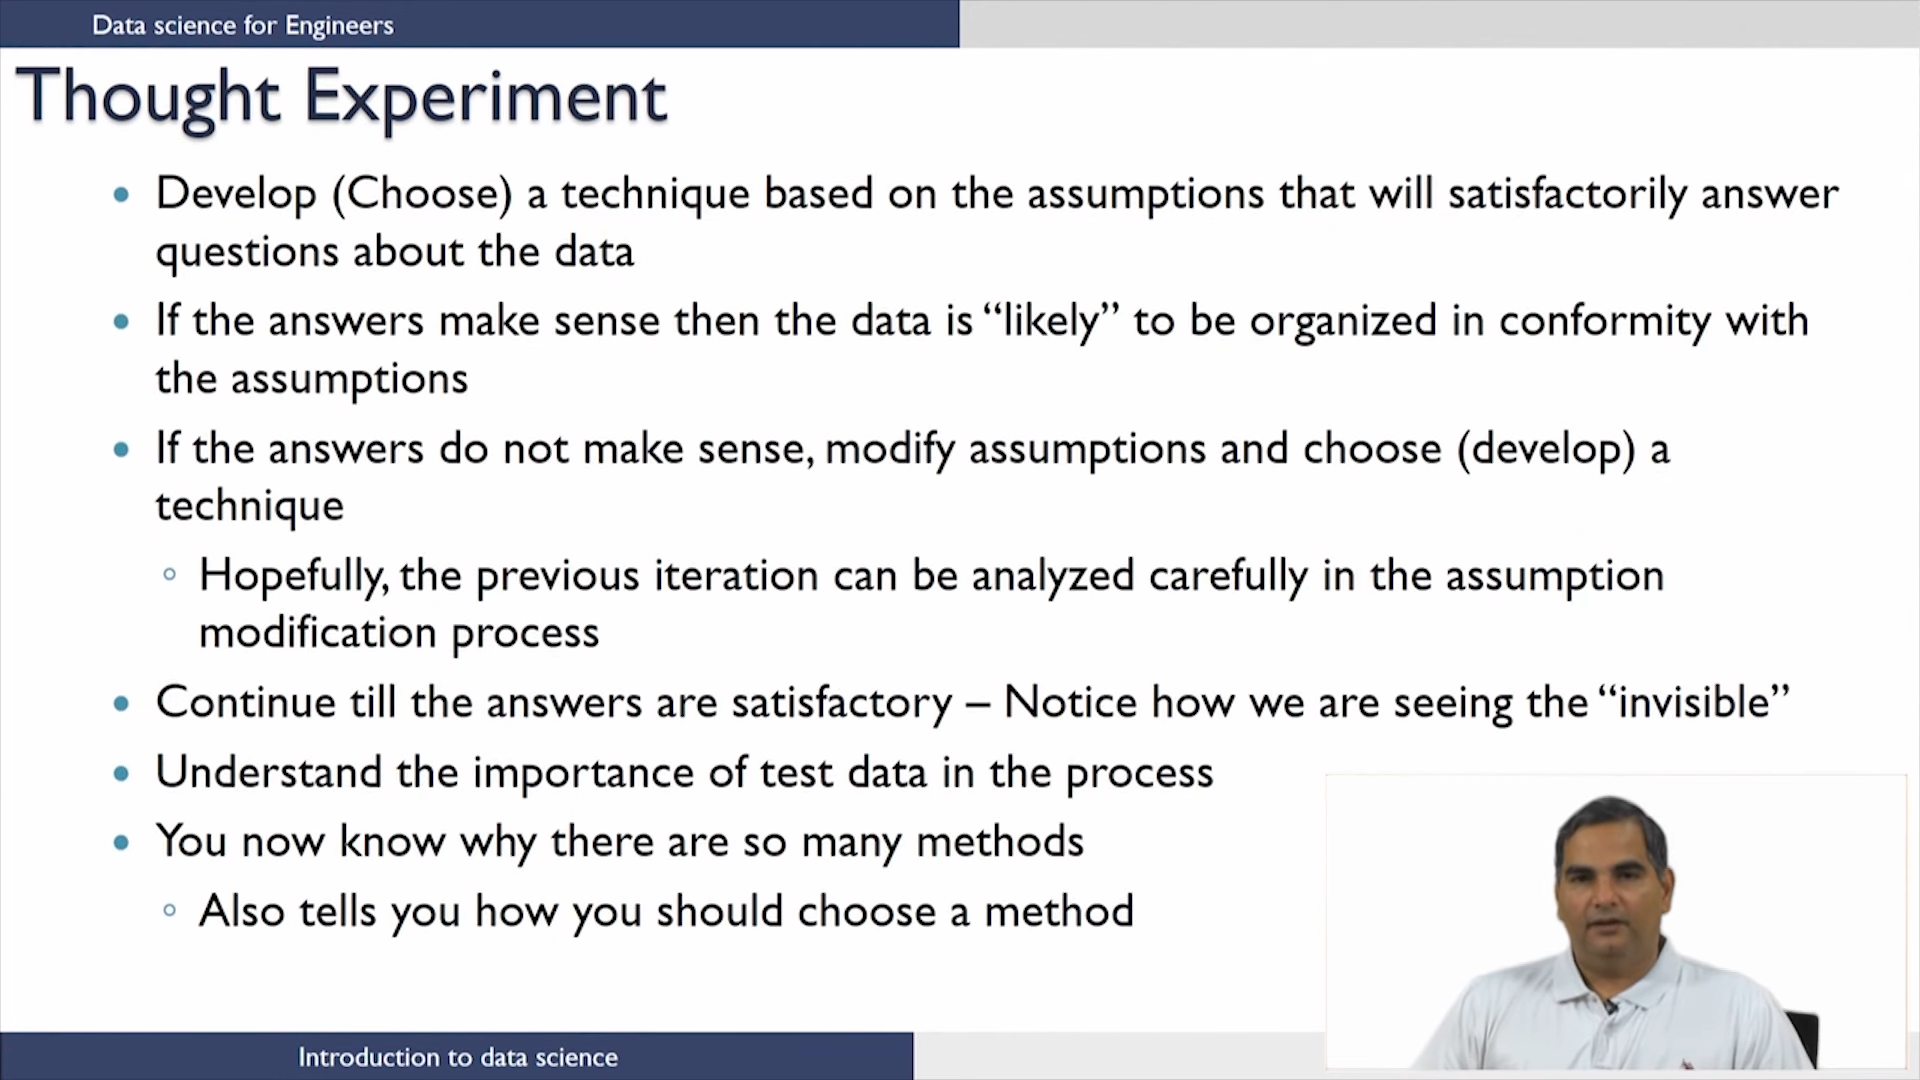 Data science for Engineers
Thought Experiment
• Develop (Choose) a technique based on the assumptions that will satisfactorily answer
questions about the data
• If the answers make sense then the data is “likely” to be organized in conformity with
the assumptions
• If the answers do not make sense, modify assumptions and choose (develop) a
technique
◦ Hopefully, the previous iteration can be analyzed carefully in the assumption
modification process
• Continue till the answers are satisfactory – Notice how we are seeing the “invisible”
• Understand the importance of test data in the process
• You now know why there are so many methods
◦ Also tells you how you should choose a method
Introduction to data science